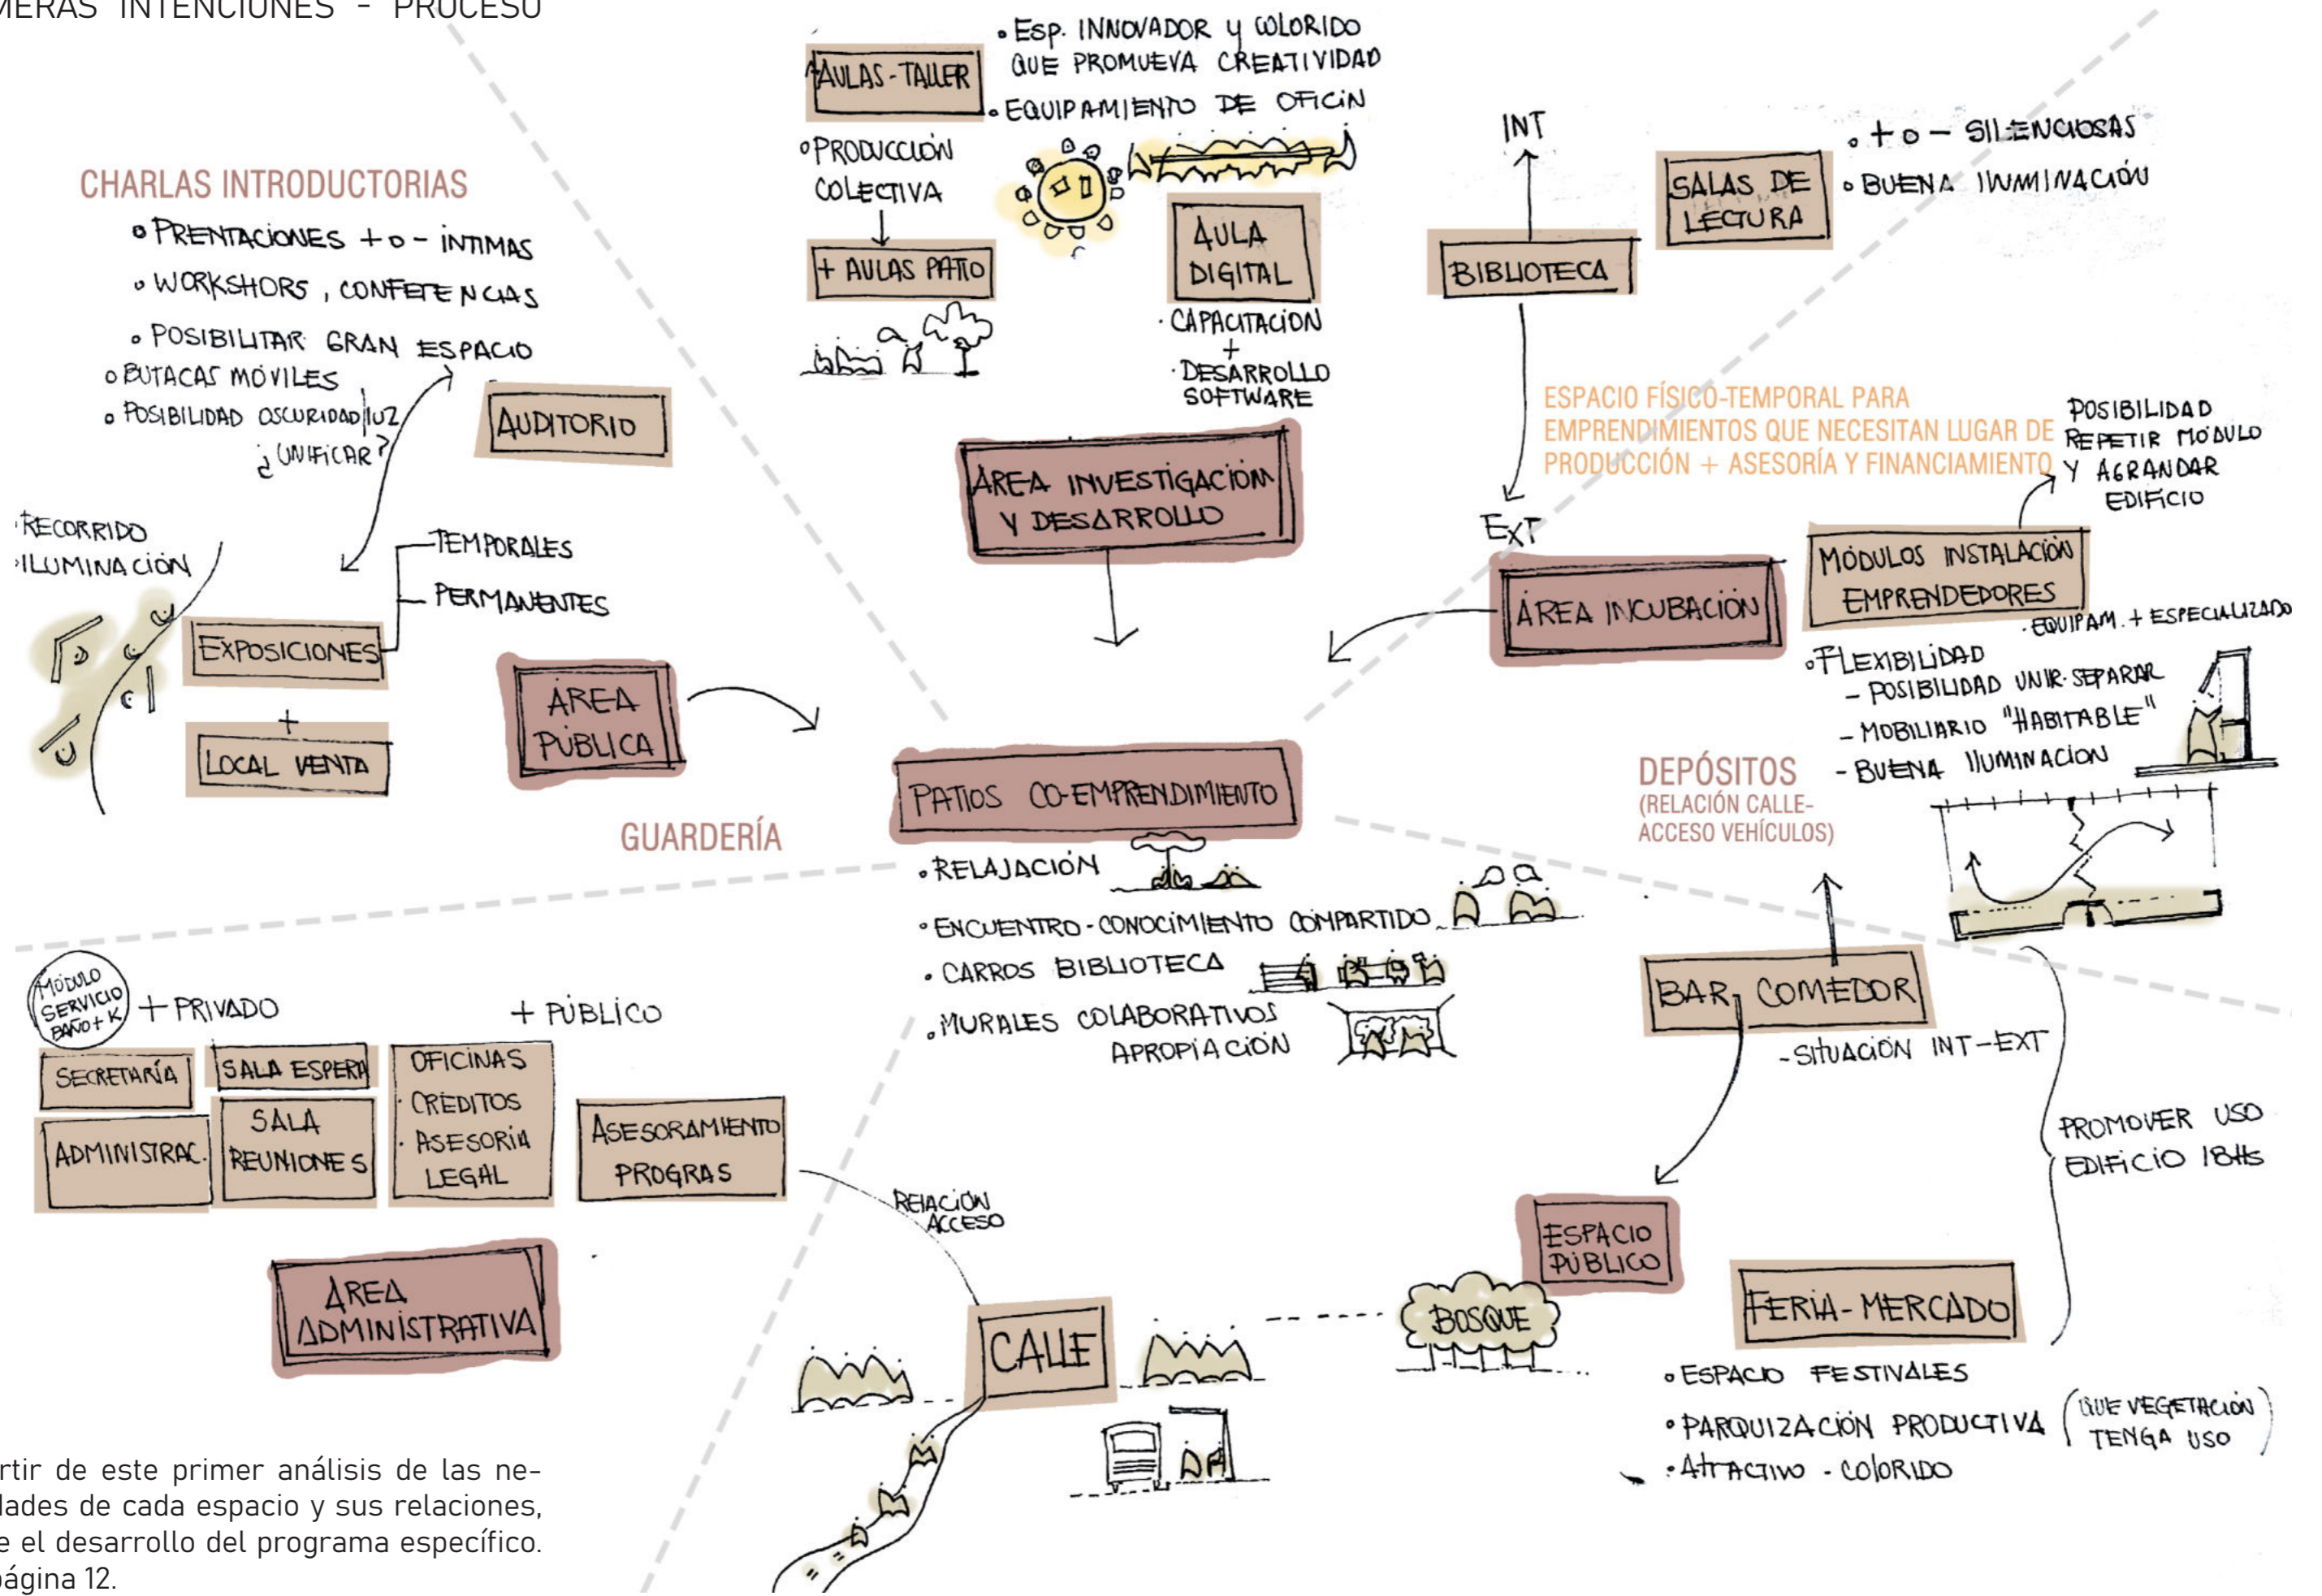 MERAS INTENCIONES - PROCESO
CHARLAS INTRODUCTORIAS
• PRENTACIONES + o - ÍNTIMAS
• WORKSHORS, CONFERENCIAS
• POSIBILITAR GRAN ESPACIO
• BUTACAS MÓVILES
• POSIBILIDAD OSCURIDAD/LUZ
¿UNIFICAR?
AUDITORIO
· RECORRIDO
· ILUMINACIÓN
TEMPORALES
PERMANENTES
EXPOSICIONES
+
LOCAL VENTA
ÁREA
PÚBLICA
GUARDERÍA
AULAS-TALLER
• ESP. INNOVADOR Y COLORIDO
QUE PROMUEVA CREATIVIDAD
• EQUIPAMIENTO DE OFICIN
• PRODUCCIÓN
COLECTIVA
+ AULAS PATIO
AULA
DIGITAL
· CAPACITACIÓN
+
· DESARROLLO
SOFTWARE
ÁREA INVESTIGACIÓN
Y DESARROLLO
INT
BIBLIOTECA
EXT
SALAS DE
LECTURA
• + o - SILENCIOSAS
• BUENA ILUMINACIÓN
ESPACIO FÍSICO-TEMPORAL PARA
EMPRENDIMIENTOS QUE NECESITAN LUGAR DE
PRODUCCIÓN + ASESORÍA Y FINANCIAMIENTO
POSIBILIDAD
REPETIR MÓDULO
Y AGRANDAR
EDIFICIO
ÁREA INCUBACIÓN
MÓDULOS INSTALACIÓN
EMPRENDEDORES
· EQUIPAM. + ESPECIALIZADO
• FLEXIBILIDAD
- POSIBILIDAD UNIR-SEPARAR
- MOBILIARIO "HABITABLE"
- BUENA ILUMINACION
DEPÓSITOS
(RELACIÓN CALLE-
ACCESO VEHÍCULOS)
PATIOS CO-EMPRENDIMIENTO
• RELAJACIÓN
• ENCUENTRO-CONOCIMIENTO COMPARTIDO
• CARROS BIBLIOTECA
• MURALES COLABORATIVOS
APROPIACIÓN
MÓDULO
SERVICIO
BAÑO+K
+ PRIVADO
+ PÚBLICO
SECRETARÍA
SALA ESPERA
OFICINAS
· CRÉDITOS
· ASESORÍA
LEGAL
ADMINISTRAC.
SALA
REUNIONES
ASESORAMIENTO
PROGRAS
RELACIÓN
ACCESO
ÁREA
ADMINISTRATIVA
CALLE
BAR, COMEDOR
- SITUACIÓN INT-EXT
PROMOVER USO
EDIFICIO 18Hs
ESPACIO
PÚBLICO
BOSQUE
FERIA-MERCADO
• ESPACIO FESTIVALES
• PARQUIZACIÓN PRODUCTIVA (QUE VEGETACIÓN
TENGA USO)
• ATRACTIVO - COLORIDO
rtir de este primer análisis de las ne-
dades de cada espacio y sus relaciones,
e el desarrollo del programa específico.
página 12.